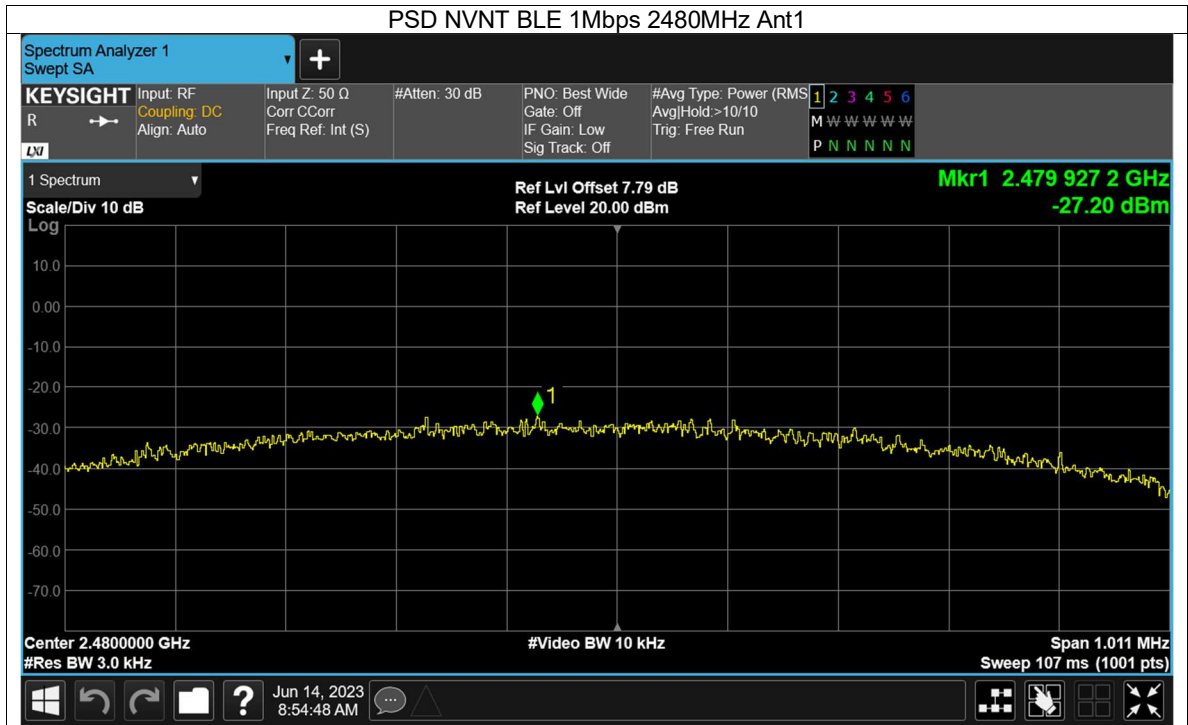 PSD NVNT BLE 1Mbps 2480MHz Ant1
Spectrum Analyzer 1
Swept SA
+
KEYSIGHT
R
LXI
Input: RF
Coupling: DC
Align: Auto
Input Z: 50 Ω
Corr CCorr
Freq Ref: Int (S)
#Atten: 30 dB
PNO: Best Wide
Gate: Off
IF Gain: Low
Sig Track: Off
#Avg Type: Power (RMS
Avg|Hold:>10/10
Trig: Free Run
1 2 3 4 5 6
M W W W W W
P N N N N N
1 Spectrum
Scale/Div 10 dB
Log
Ref Lvl Offset 7.79 dB
Ref Level 20.00 dBm
Mkr1 2.479 927 2 GHz
-27.20 dBm
10.0
0.00
-10.0
-20.0
1
-30.0
-40.0
-50.0
-60.0
-70.0
Center 2.4800000 GHz
#Res BW 3.0 kHz
#Video BW 10 kHz
Span 1.011 MHz
Sweep 107 ms (1001 pts)
?
Jun 14, 2023
8:54:48 AM